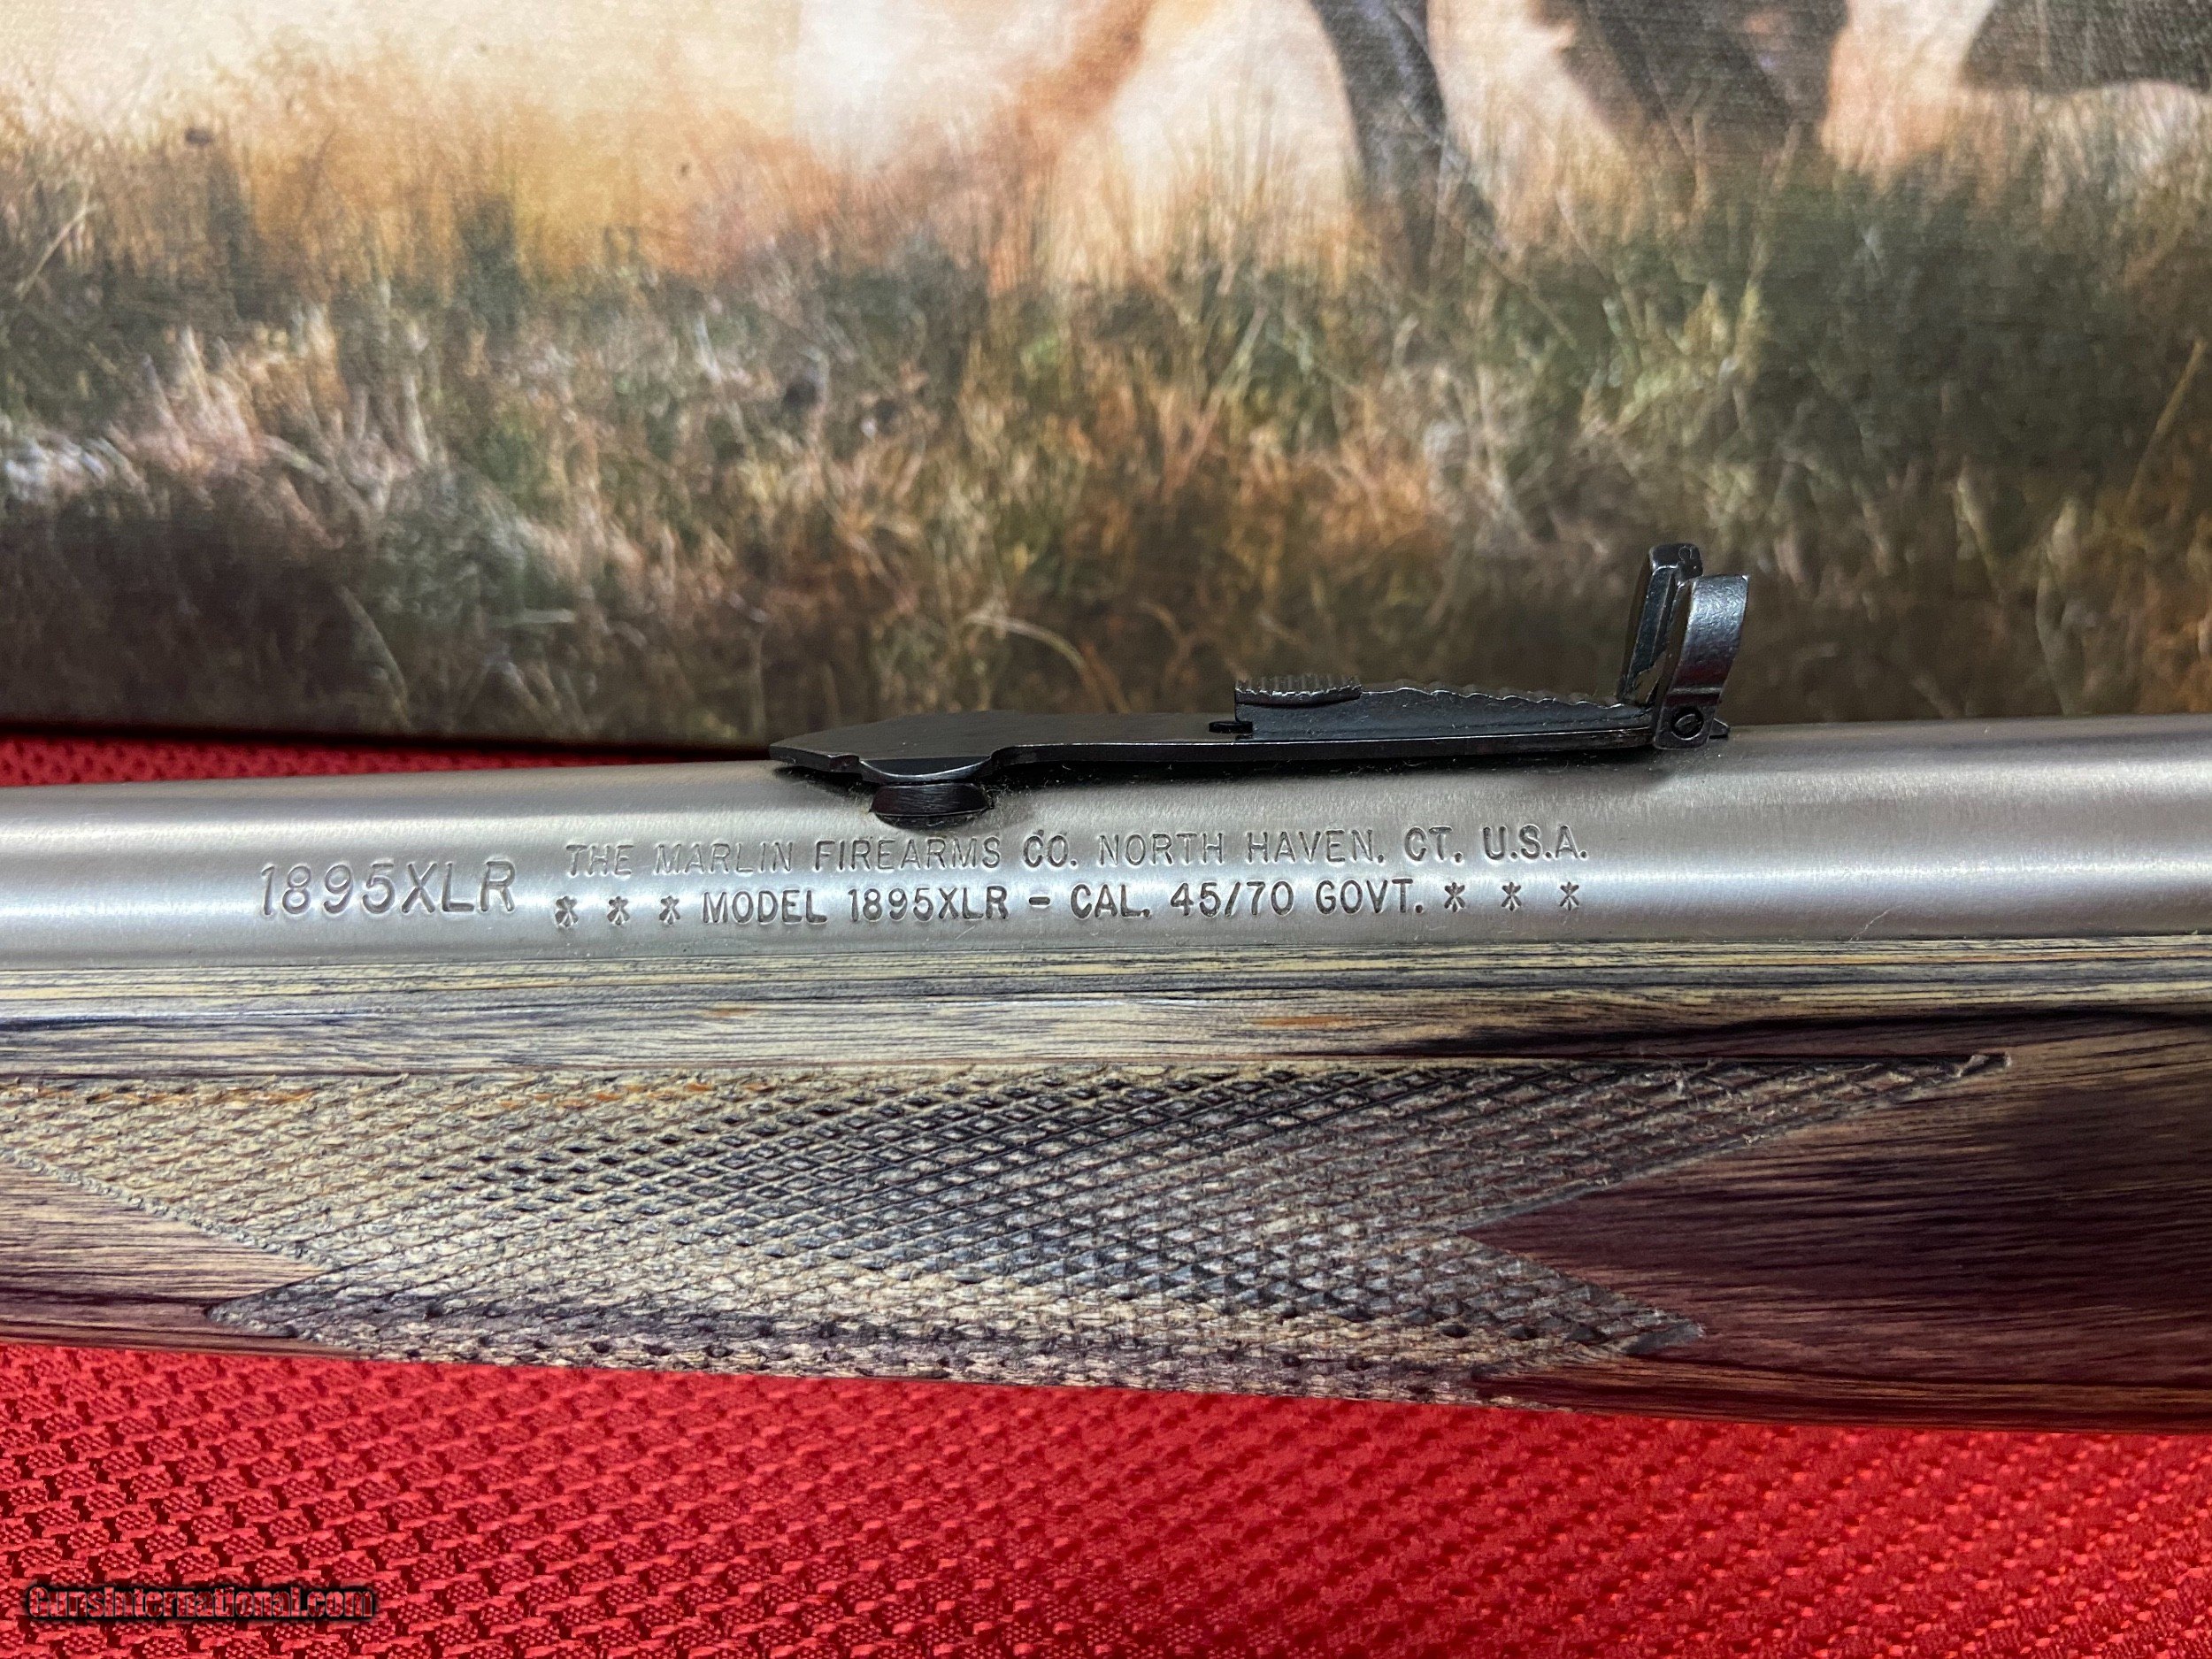 1895XLR
THE MARLIN FIREARMS CO. NORTH HAVEN, CT. U.S.A.
* * * MODEL 1895XLR - CAL. 45/70 GOVT. * * *
GunsInternational.com